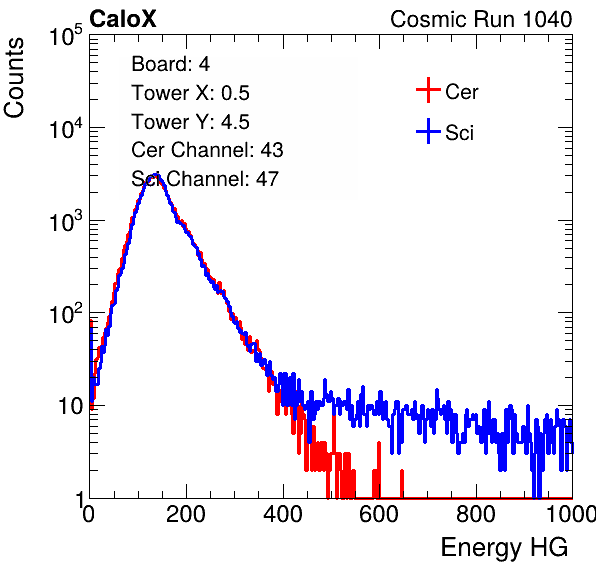 CaloX Cosmic Run 1040
Counts
Board: 4
Tower X: 0.5
Tower Y: 4.5
Cer Channel: 43
Sci Channel: 47
Cer
Sci
10^5
10^4
10^3
10^2
10
1
0 200 400 600 800 1000
Energy HG